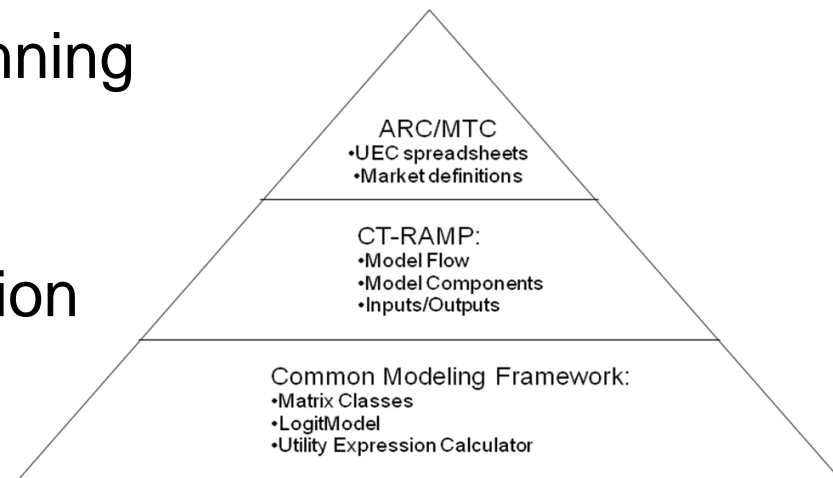 nning
ARC/MTC
•UEC spreadsheets
•Market definitions
CT-RAMP:
•Model Flow
•Model Components
•Inputs/Outputs
ion
Common Modeling Framework:
•Matrix Classes
•LogitModel
•Utility Expression Calculator